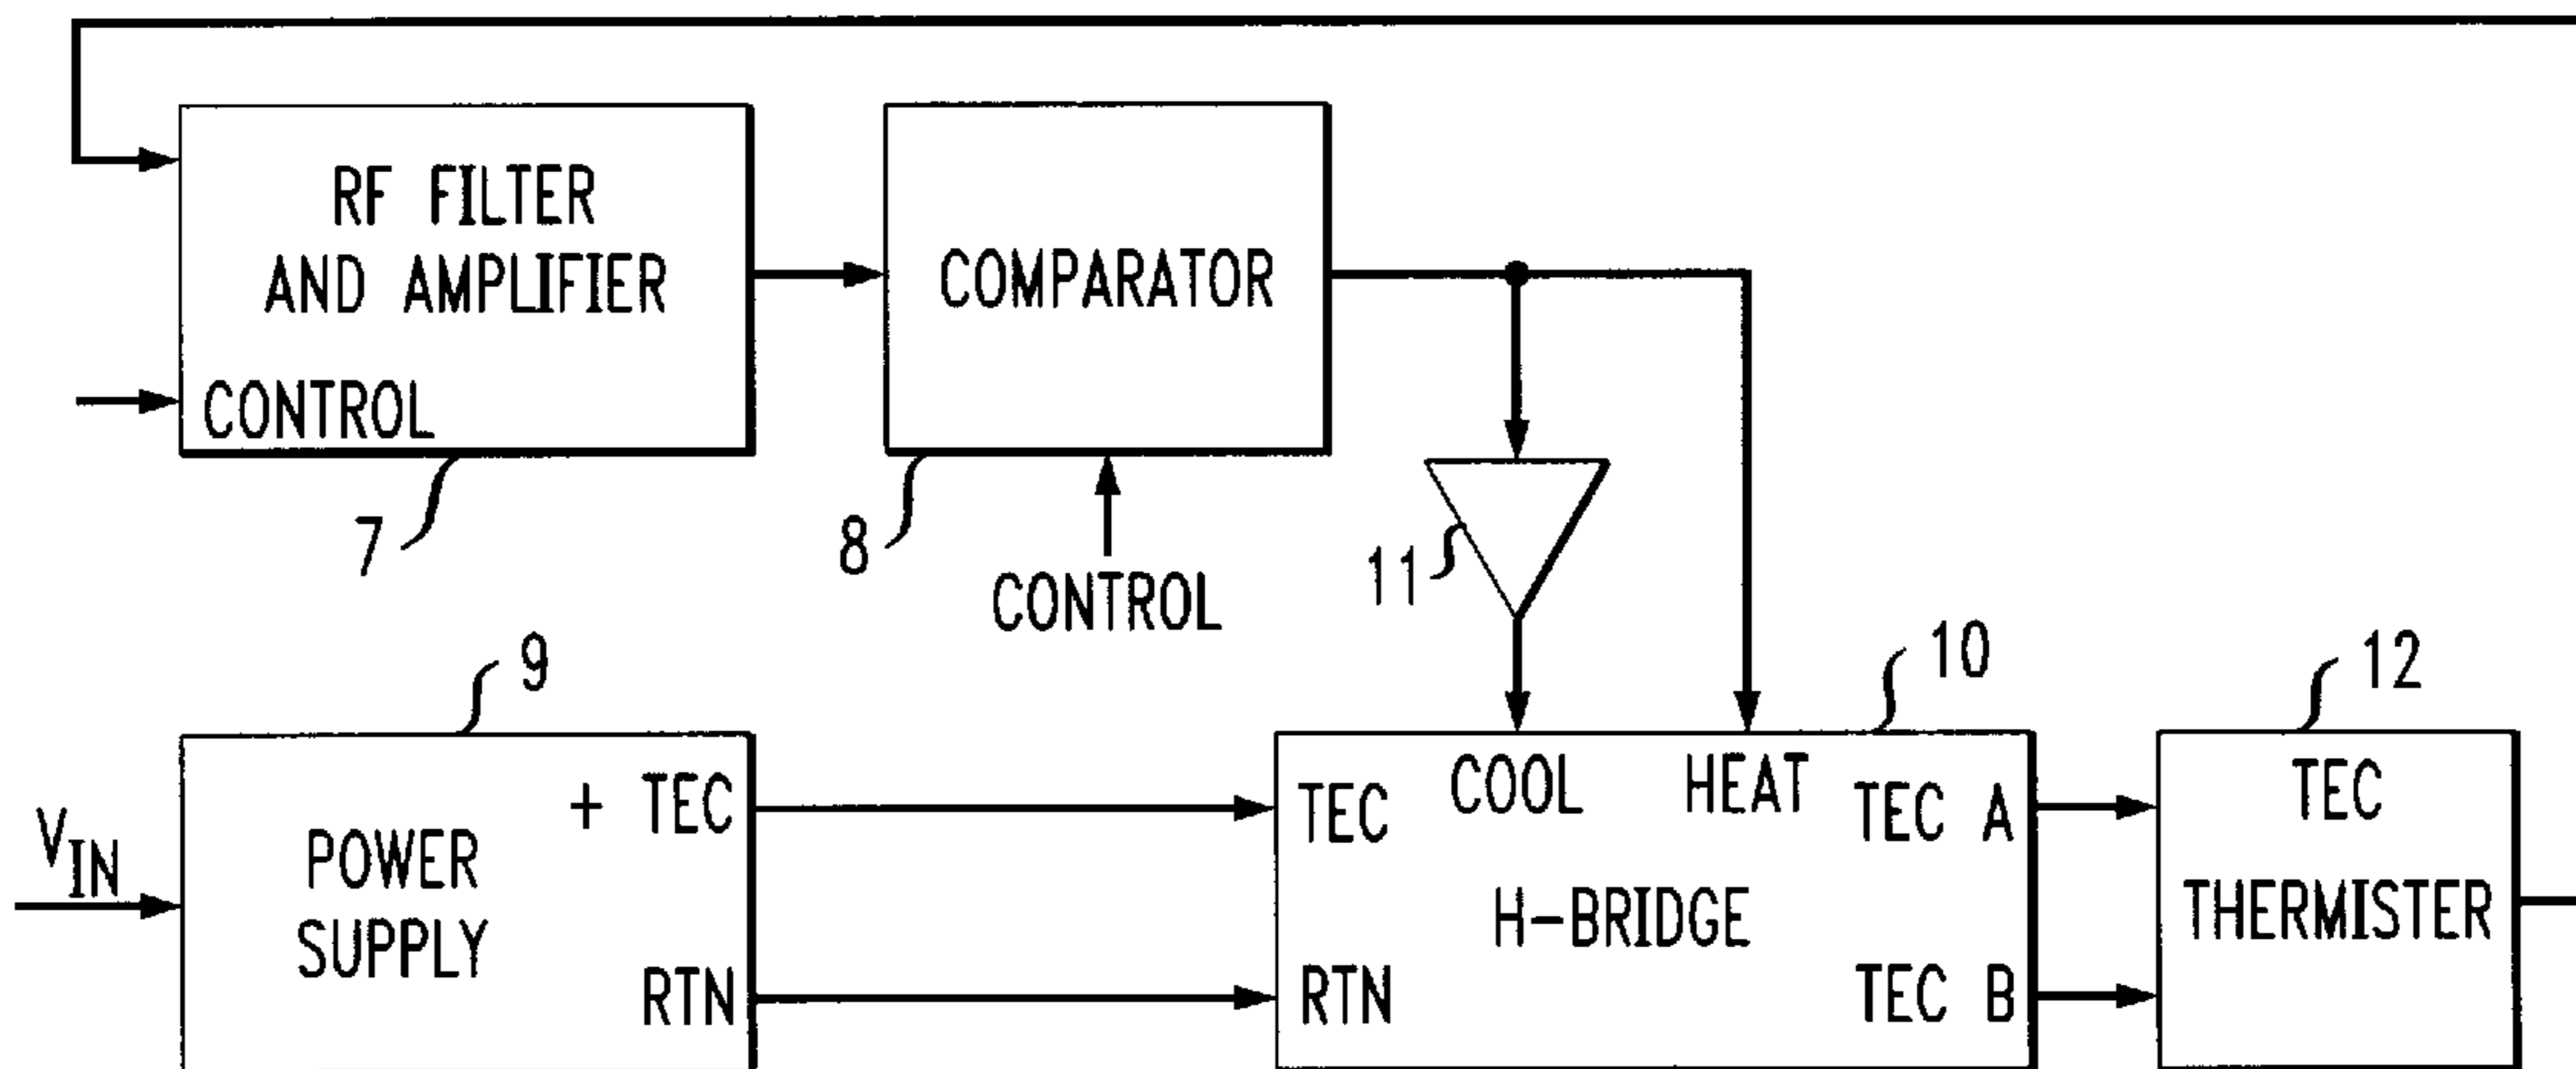 RF FILTER
AND AMPLIFIER
CONTROL
7
COMPARATOR
8
CONTROL
11
9
VIN
POWER
SUPPLY
+ TEC
RTN
10
COOL
HEAT
TEC
RTN
H-BRIDGE
TEC A
TEC B
12
TEC
THERMISTER